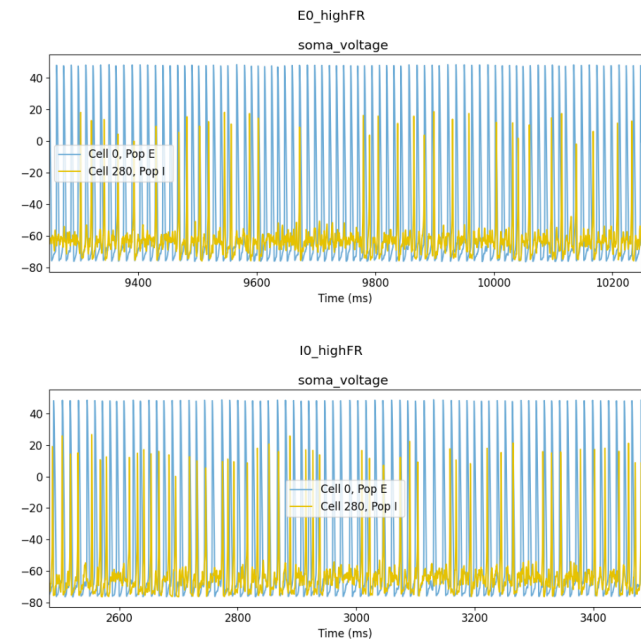 E0_highFR
soma_voltage
40
20
0
−20
−40
−60
−80
Cell 0, Pop E
Cell 280, Pop I
9400 9600 9800 10000 10200
Time (ms)
I0_highFR
soma_voltage
40
20
0
−20
−40
−60
−80
Cell 0, Pop E
Cell 280, Pop I
2600 2800 3000 3200 3400
Time (ms)